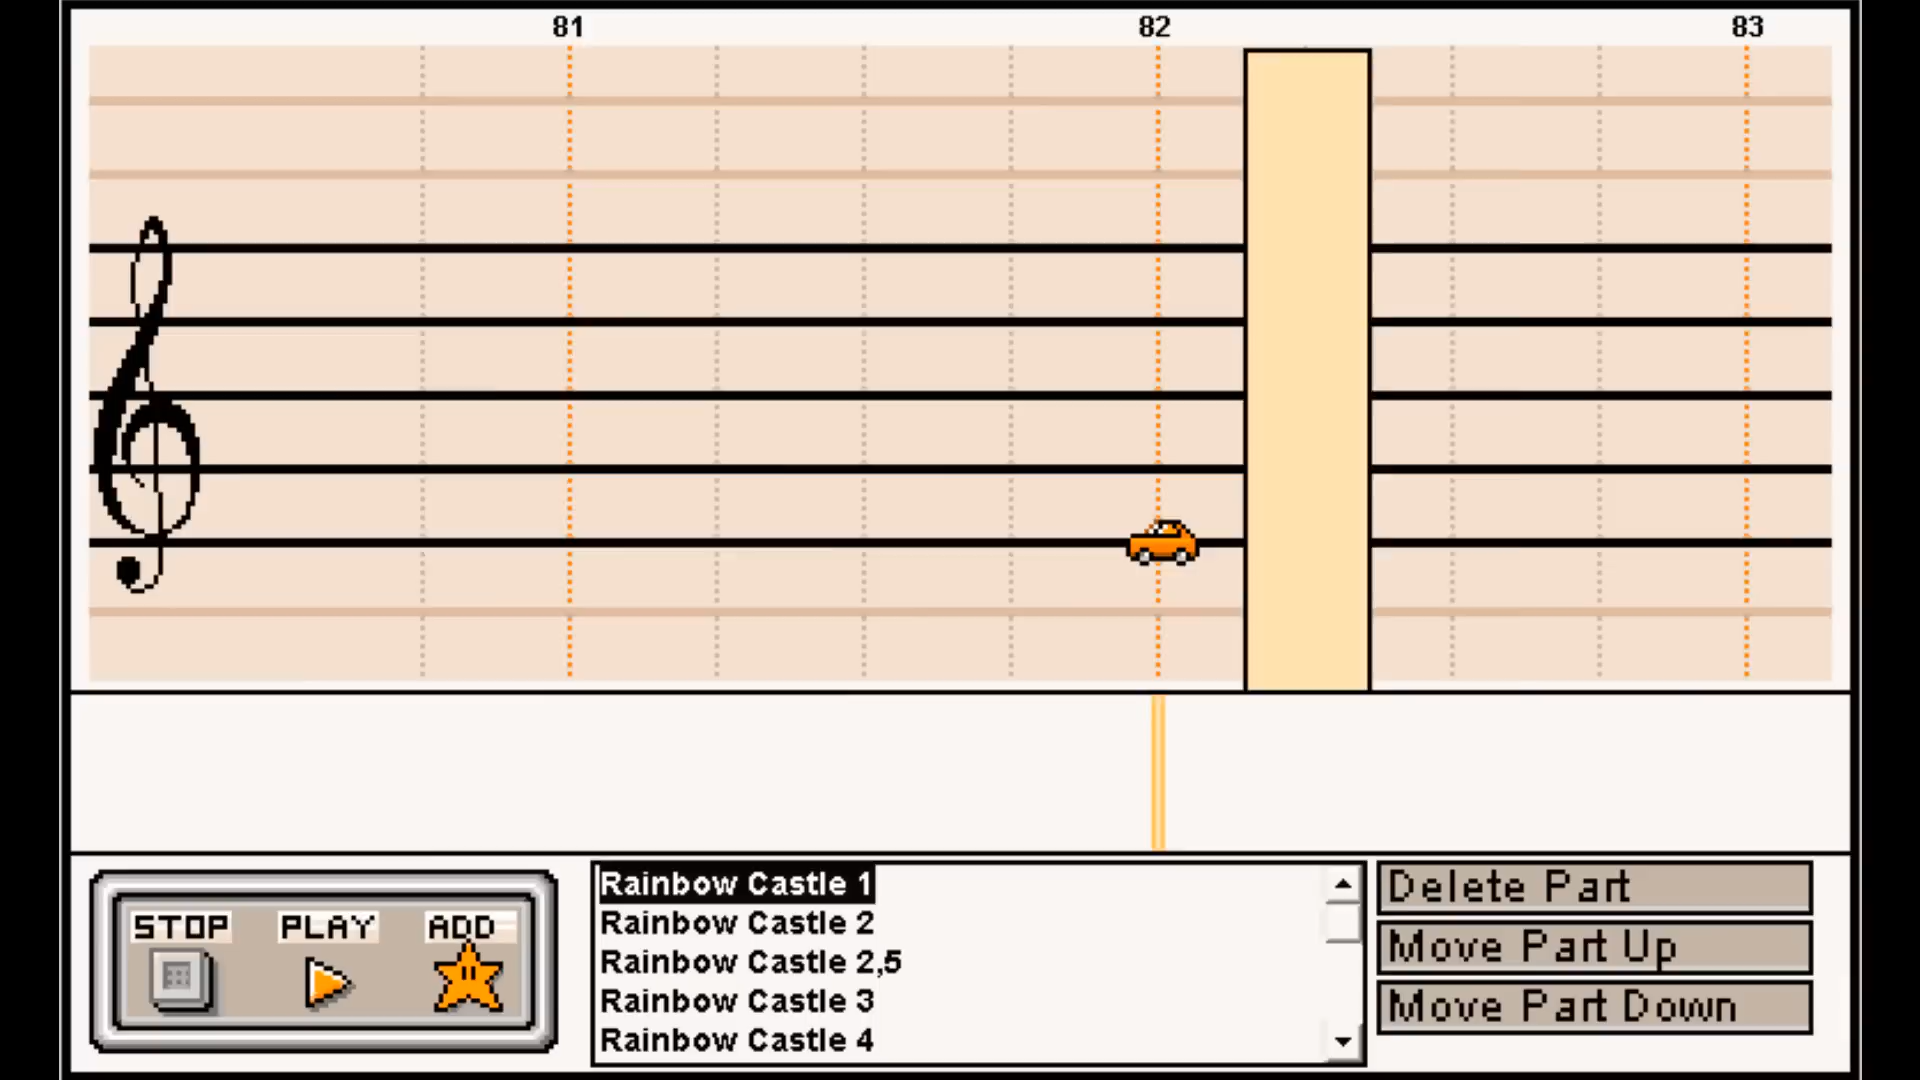 81 82 83
STOP PLAY ADD
Rainbow Castle 1
Rainbow Castle 2
Rainbow Castle 2,5
Rainbow Castle 3
Rainbow Castle 4
Delete Part
Move Part Up
Move Part Down